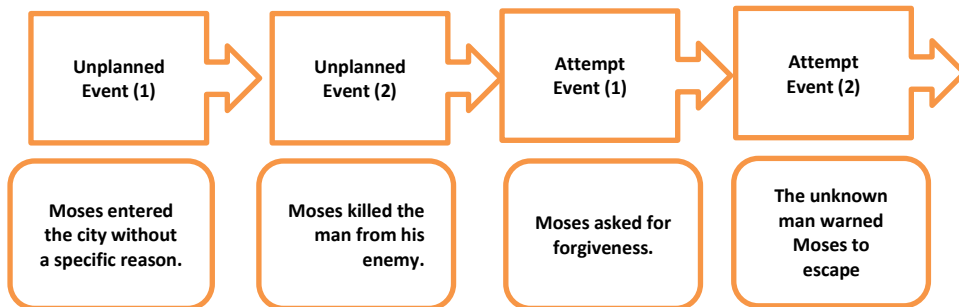 Unplanned
Event (1)
Unplanned
Event (2)
Attempt
Event (1)
Attempt
Event (2)
Moses entered
the city without
a specific reason.
Moses killed the
man from his
enemy.
Moses asked for
forgiveness.
The unknown
man warned
Moses to
escape